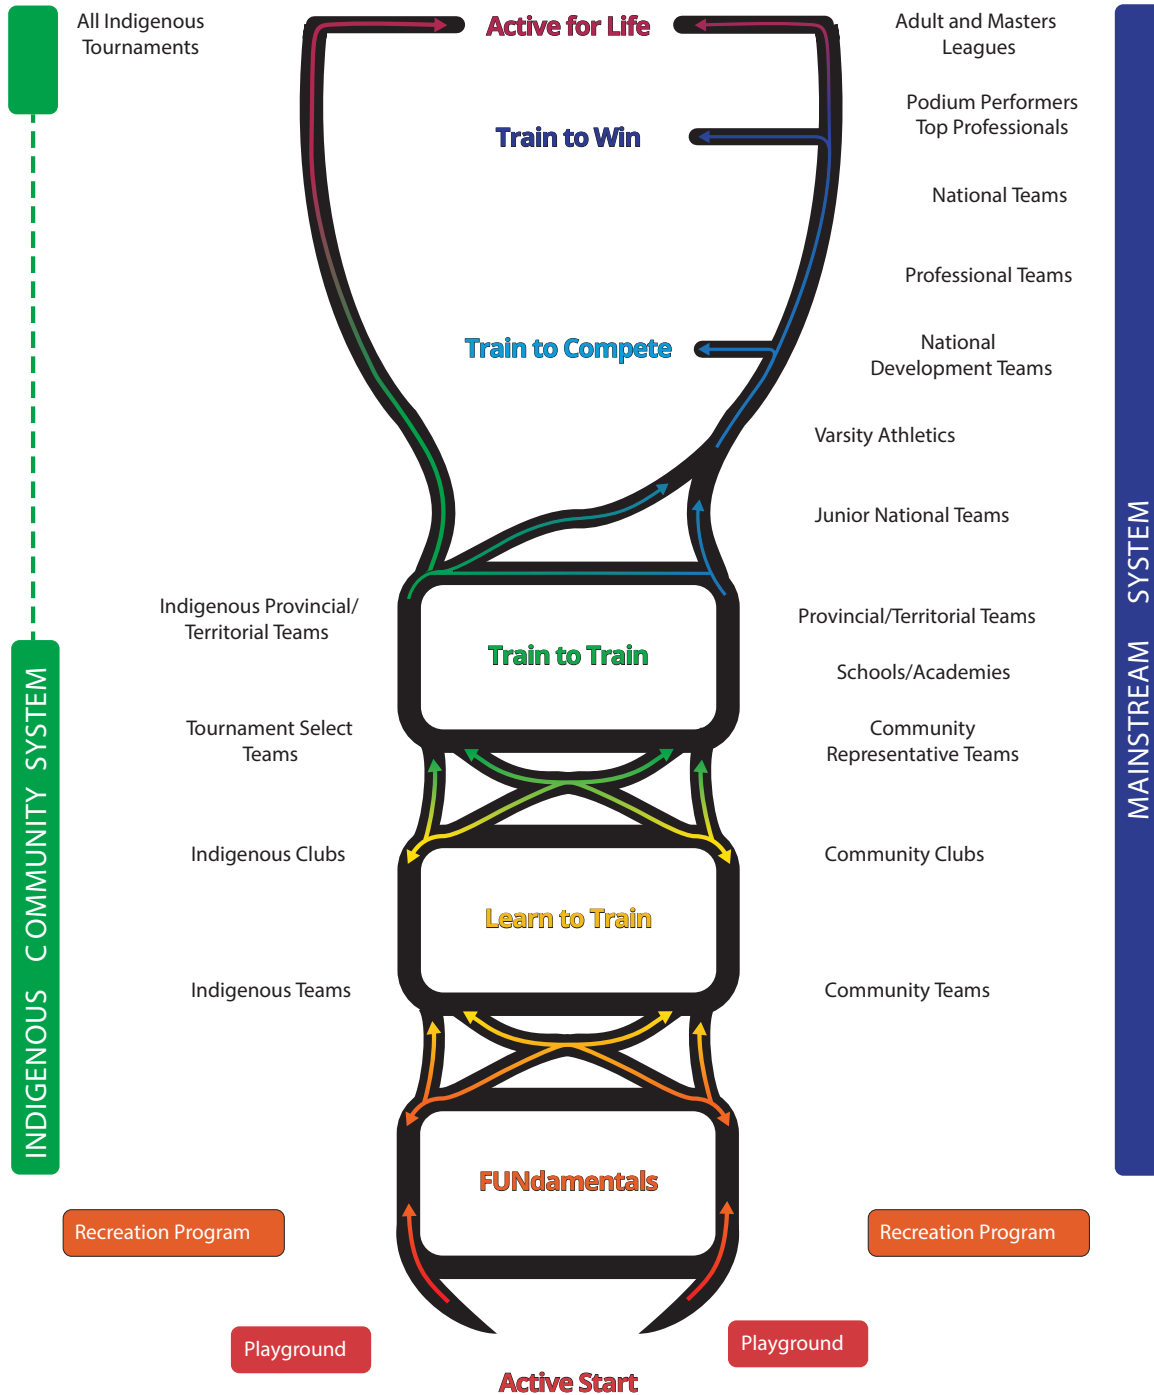 All Indigenous
Tournaments
Active for Life
Adult and Masters
Leagues
Train to Win
Podium Performers
Top Professionals
National Teams
Professional Teams
Train to Compete
National
Development Teams
Varsity Athletics
Junior National Teams
Indigenous Provincial/
Territorial Teams
Provincial/Territorial Teams
Train to Train
Schools/Academies
Tournament Select
Teams
Community
Representative Teams
Indigenous Clubs
Community Clubs
Learn to Train
Indigenous Teams
Community Teams
FUNdamentals
Recreation Program
Recreation Program
Playground
Playground
Active Start
INDIGENOUS COMMUNITY SYSTEM
MAINSTREAM SYSTEM